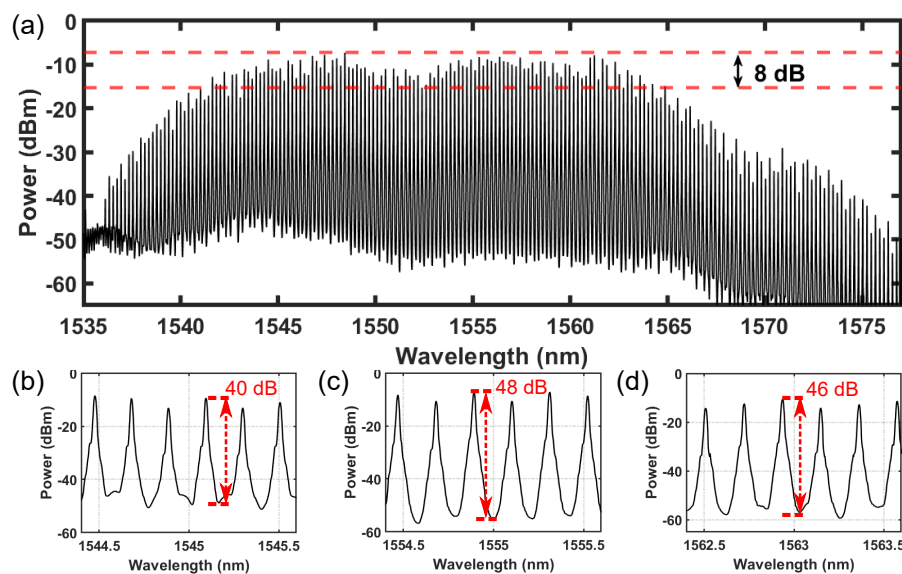 (a)
0
-10
-20
-30
-40
-50
-60
Power (dBm)
8 dB
1535 1540 1545 1550 1555 1560 1565 1570 1575
Wavelength (nm)
(b)
0
-20
-40
-60
(dBm)
40 dB
1544.5 1545 1545.5
Wavelength (nm)
(c)
0
-20
-40
-60
(dBm)
48 dB
1554.5 1555 1555.5
Wavelength (nm)
(d)
0
-20
-40
-60
(dBm)
46 dB
1562.5 1563 1563.5
Wavelength (nm)